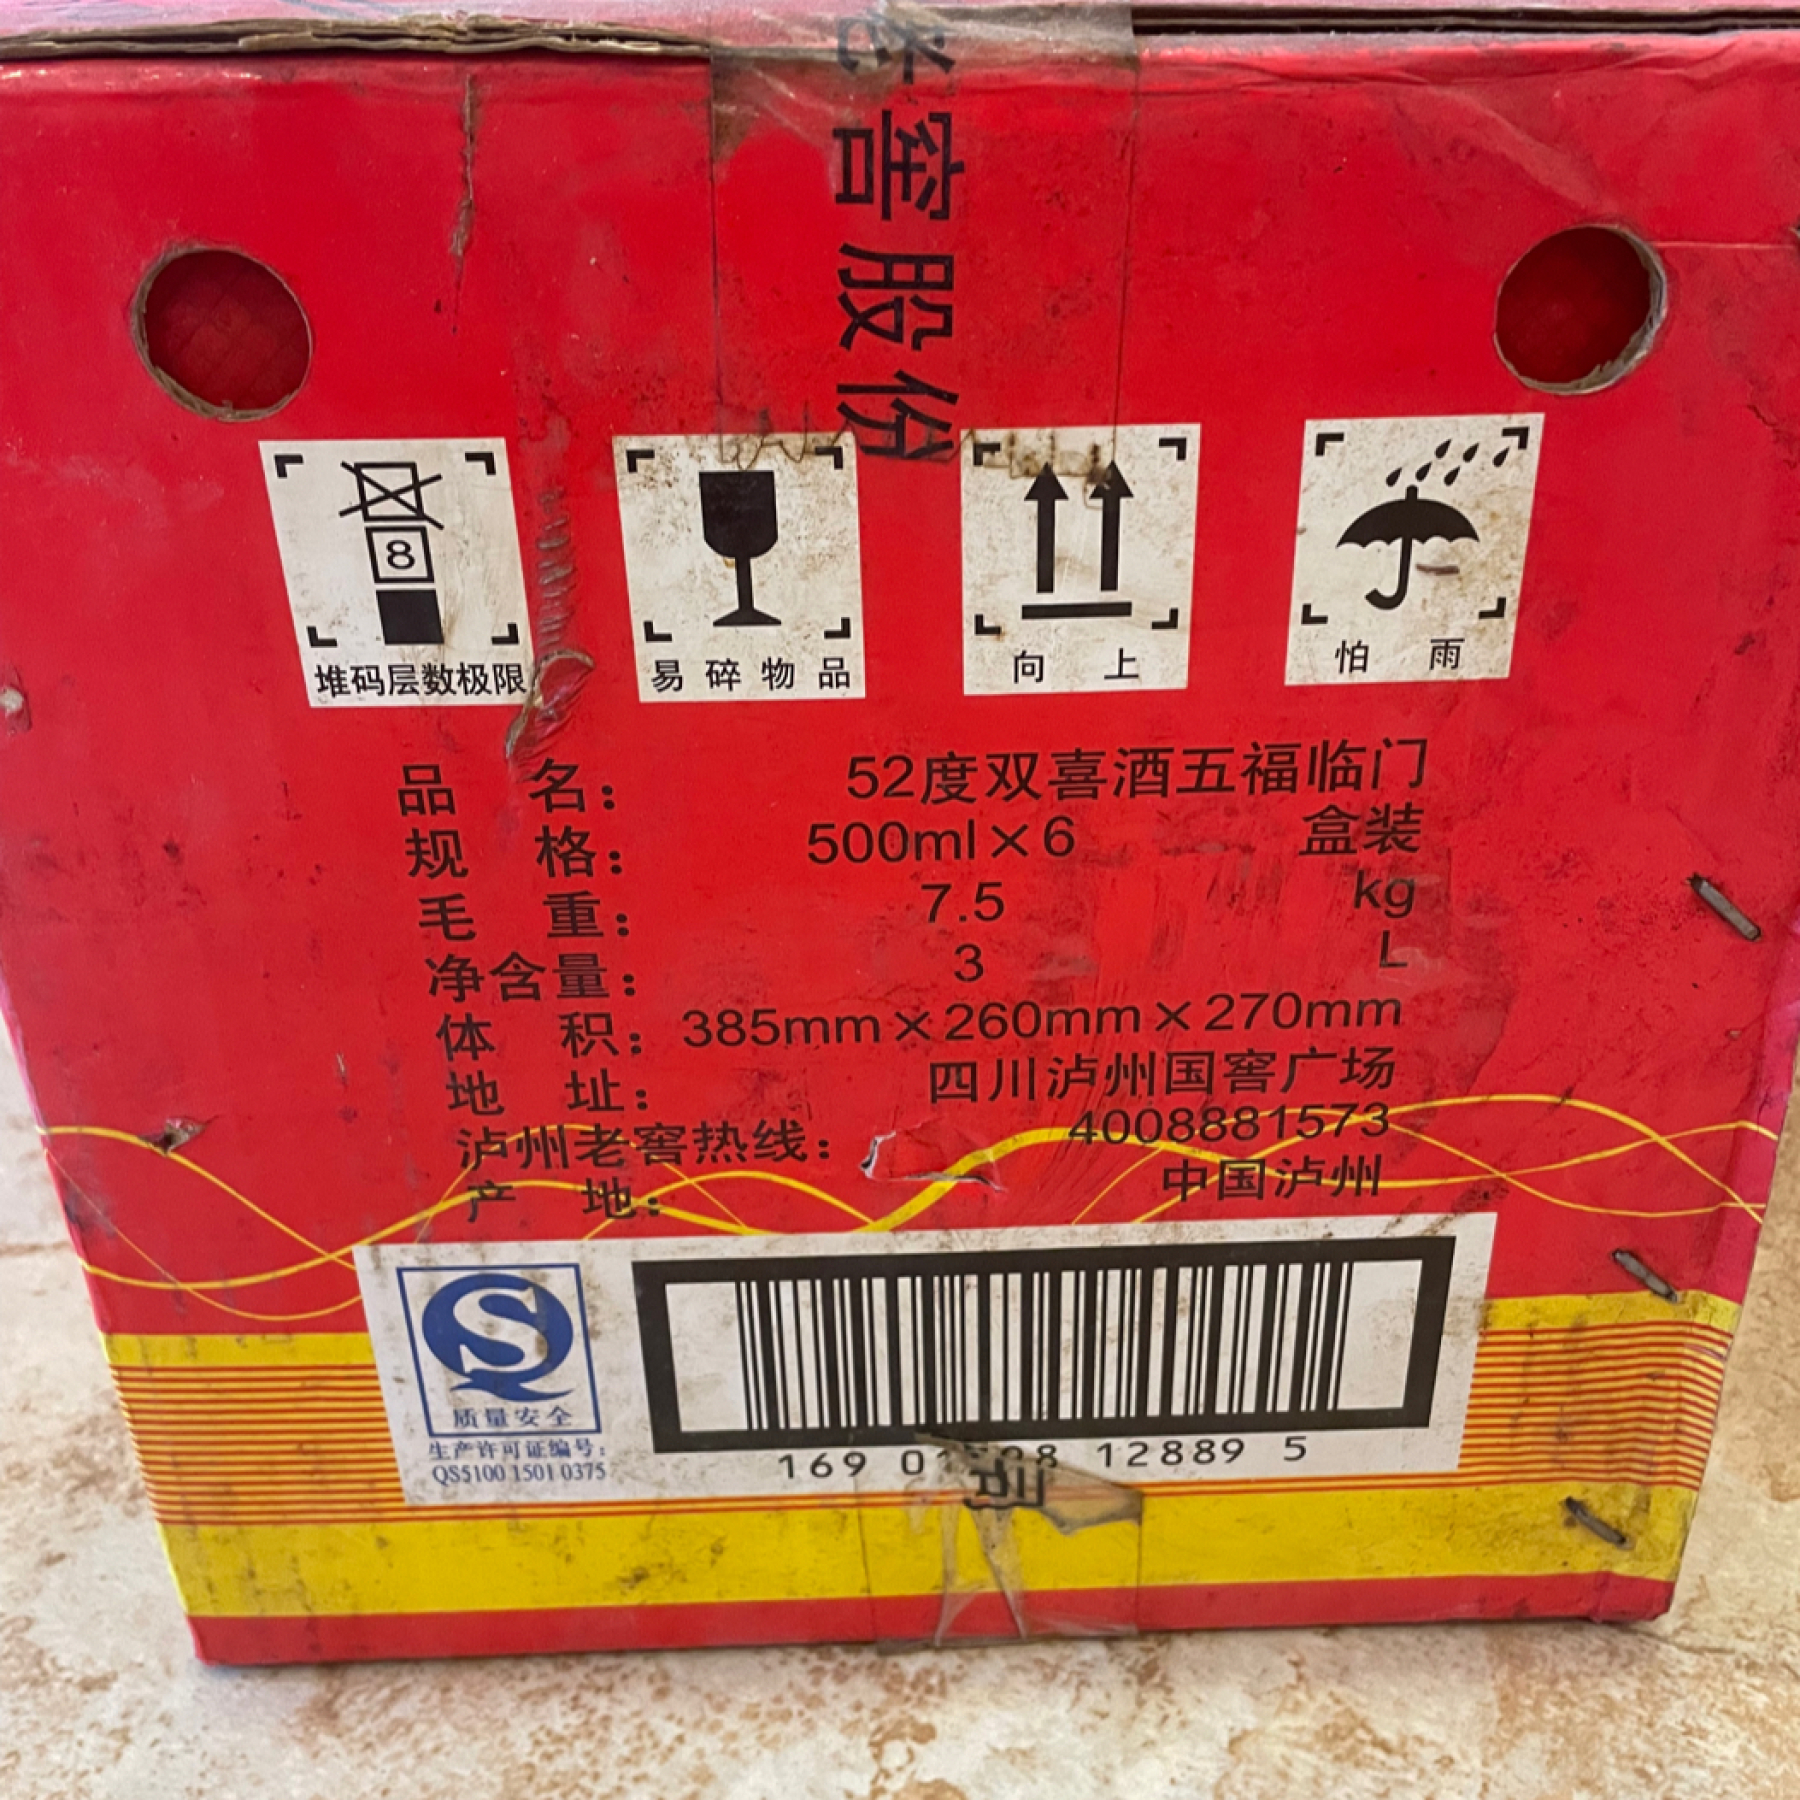 老窖股份
8
堆码层数极限
易碎物品
向上
怕雨
品名： 52度双喜酒五福临门
规格： 500ml×6 盒装
毛重： 7.5 kg
净含量： 3 L
体积： 385mm×260mm×270mm
地址： 四川泸州国窖广场
泸州老窖热线： 4008881573
产地： 中国泸州
质量安全
生产许可证编号：
QS5100 1501 0375
169 12889 5
司